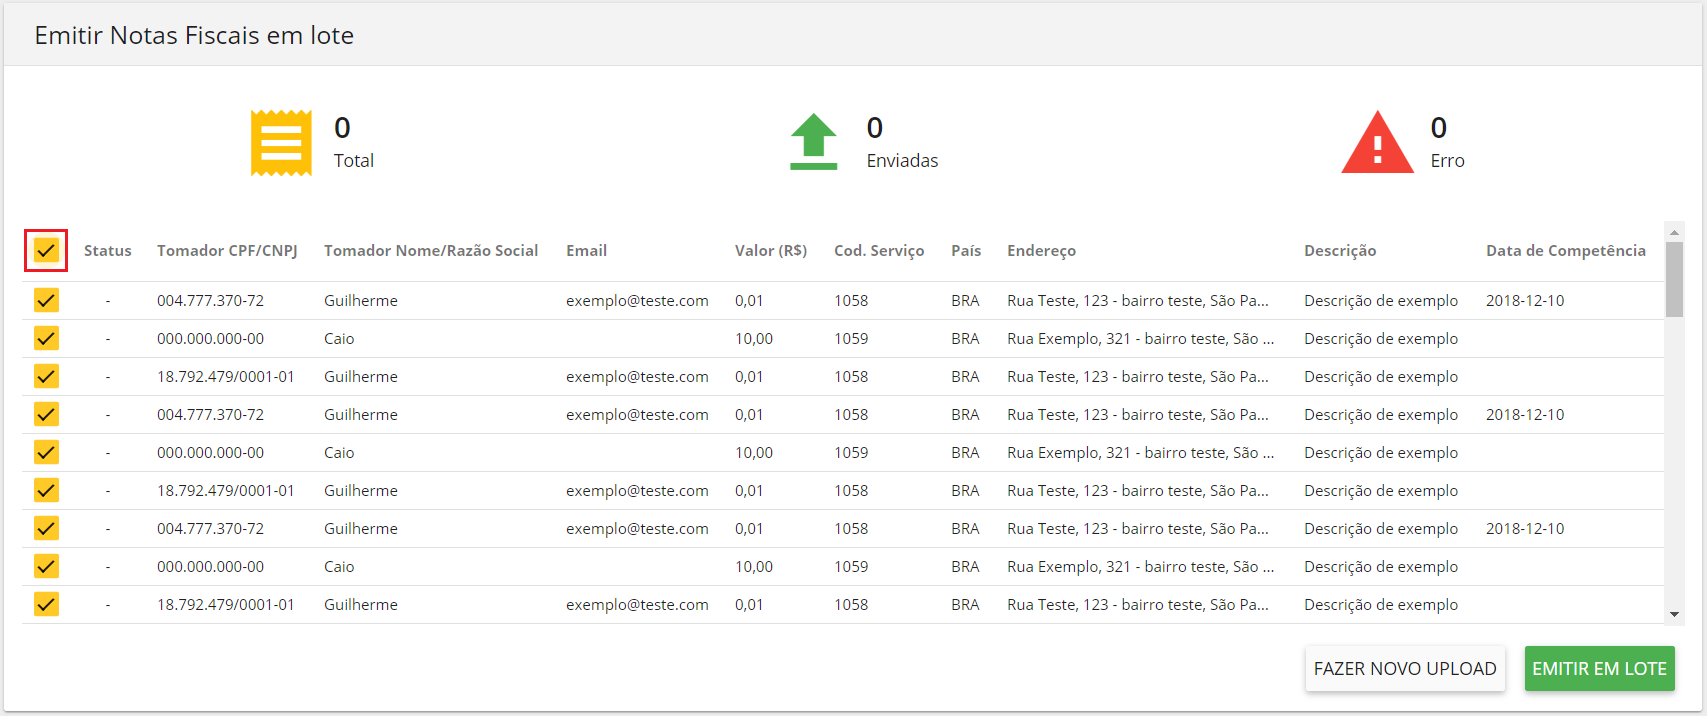 Emitir Notas Fiscais em lote
0
Total
0
Enviadas
0
Erro
Status Tomador CPF/CNPJ Tomador Nome/Razão Social Email Valor (R$) Cod. Serviço País Endereço Descrição Data de Competência
- 004.777.370-72 Guilherme exemplo@teste.com 0,01 1058 BRA Rua Teste, 123 - bairro teste, São Pa... Descrição de exemplo 2018-12-10
- 000.000.000-00 Caio 10,00 1059 BRA Rua Exemplo, 321 - bairro teste, São ... Descrição de exemplo
- 18.792.479/0001-01 Guilherme exemplo@teste.com 0,01 1058 BRA Rua Teste, 123 - bairro teste, São Pa... Descrição de exemplo
- 004.777.370-72 Guilherme exemplo@teste.com 0,01 1058 BRA Rua Teste, 123 - bairro teste, São Pa... Descrição de exemplo 2018-12-10
- 000.000.000-00 Caio 10,00 1059 BRA Rua Exemplo, 321 - bairro teste, São ... Descrição de exemplo
- 18.792.479/0001-01 Guilherme exemplo@teste.com 0,01 1058 BRA Rua Teste, 123 - bairro teste, São Pa... Descrição de exemplo
- 004.777.370-72 Guilherme exemplo@teste.com 0,01 1058 BRA Rua Teste, 123 - bairro teste, São Pa... Descrição de exemplo 2018-12-10
- 000.000.000-00 Caio 10,00 1059 BRA Rua Exemplo, 321 - bairro teste, São ... Descrição de exemplo
- 18.792.479/0001-01 Guilherme exemplo@teste.com 0,01 1058 BRA Rua Teste, 123 - bairro teste, São Pa... Descrição de exemplo
FAZER NOVO UPLOAD EMITIR EM LOTE